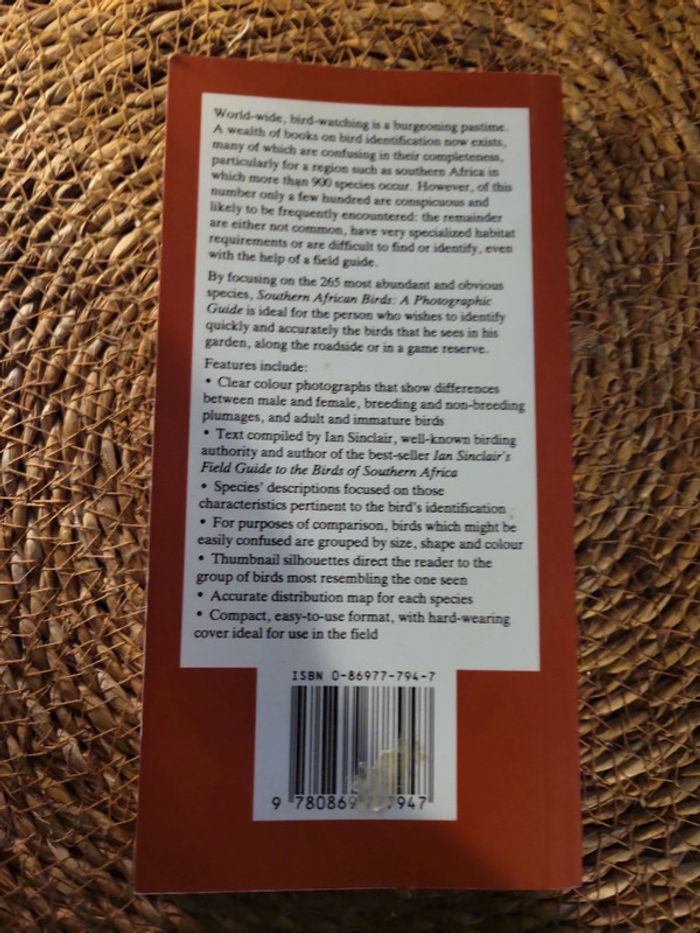 World-wide, bird-watching is a burgeoning pastime.
A wealth of books on bird identification now exists,
many of which are confusing in their completeness,
particularly for a region such as southern Africa in
which more than 900 species occur. However, of this
number only a few hundred are conspicuous and
likely to be frequently encountered: the remainder
are either not common, have very specialized habitat
requirements or are difficult to find or identify, even
with the help of a field guide.
By focusing on the 265 most abundant and obvious
species, Southern African Birds: A Photographic
Guide is ideal for the person who wishes to identify
quickly and accurately the birds that he sees in his
garden, along the roadside or in a game reserve.
Features include:
• Clear colour photographs that show differences
between male and female, breeding and non-breeding
plumages, and adult and immature birds
• Text compiled by Ian Sinclair, well-known birding
authority and author of the best-seller Ian Sinclair's
Field Guide to the Birds of Southern Africa
• Species' descriptions focused on those
characteristics pertinent to the bird's identification
• For purposes of comparison, birds which might be
easily confused are grouped by size, shape and colour
• Thumbnail silhouettes direct the reader to the
group of birds most resembling the one seen
• Accurate distribution map for each species
• Compact, easy-to-use format, with hard-wearing
cover ideal for use in the field
ISBN 0-86977-794-7
9 780869 7947